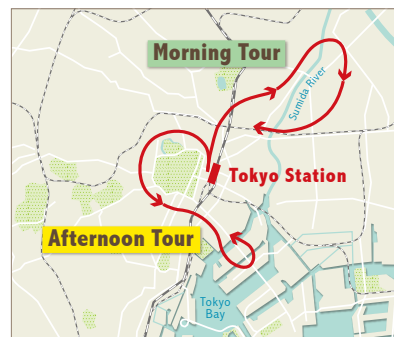 Morning Tour
Sumida River
Tokyo Station
Afternoon Tour
Tokyo
Bay